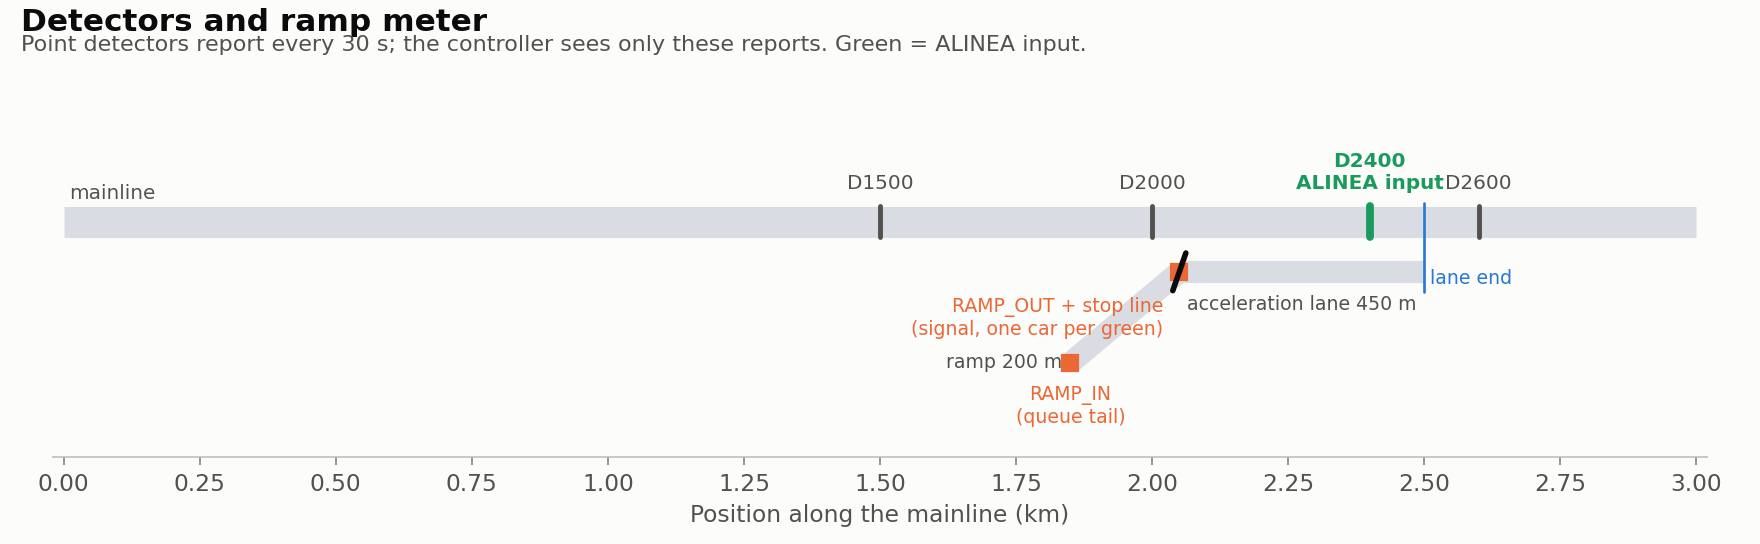 Detectors and ramp meter
Point detectors report every 30 s; the controller sees only these reports. Green = ALINEA input.
D2400
mainline
D1500
D2000
ALINEA input
D2600
lane end
RAMP_OUT + stop line
acceleration lane 450 m
(signal, one car per green)
ramp 200 m
RAMP_IN
(queue tail)
0.00
0.25
0.50
0.75
1.00
1.25
1.50
1.75
2.00
2.25
2.50
2.75
3.00
Position along the mainline (km)